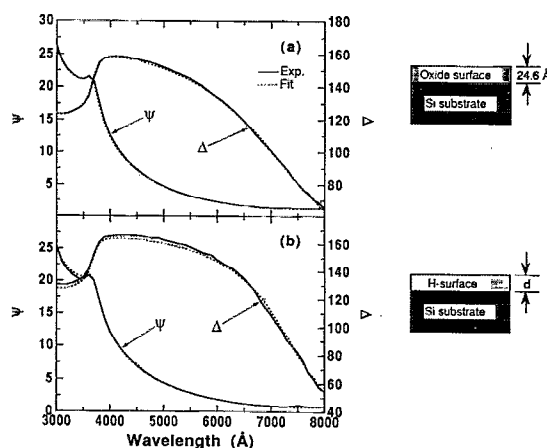 (a)
Exp.
Fit
Ψ
Δ
30
25
20
15
10
5
0
Ψ
180
160
140
120
100
80
Δ
Oxide surface
24.6 Å
Si substrate
(b)
Ψ
Δ
25
20
15
10
5
0
Ψ
160
140
120
100
80
60
40
Δ
3000 4000 5000 6000 7000 8000
Wavelength (Å)
H-surface
d
Si substrate